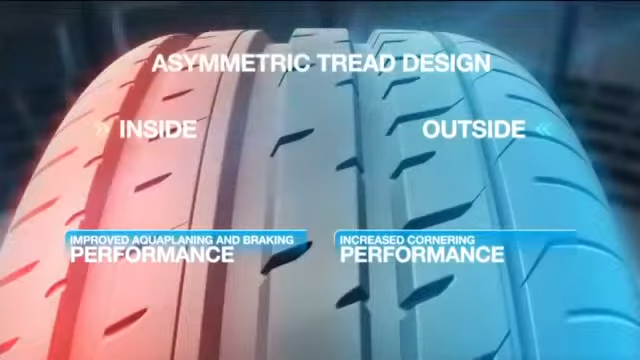 ASYMMETRIC TREAD DESIGN
INSIDE
OUTSIDE
IMPROVED AQUAPLANING AND BRAKING
PERFORMANCE
INCREASED CORNERING
PERFORMANCE